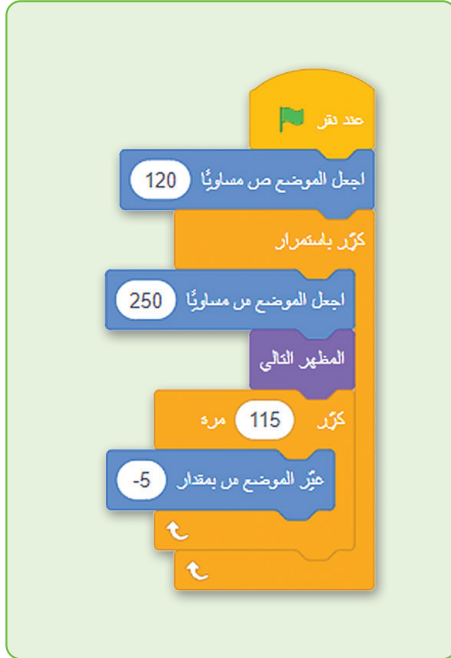 عند نقر
اجعل الموضع ص مساويًا 120
كرّر باستمرار
اجعل الموضع س مساويًا 250
المظهر التالي
كرّر 115 مرة
غيّر الموضع س بمقدار -5